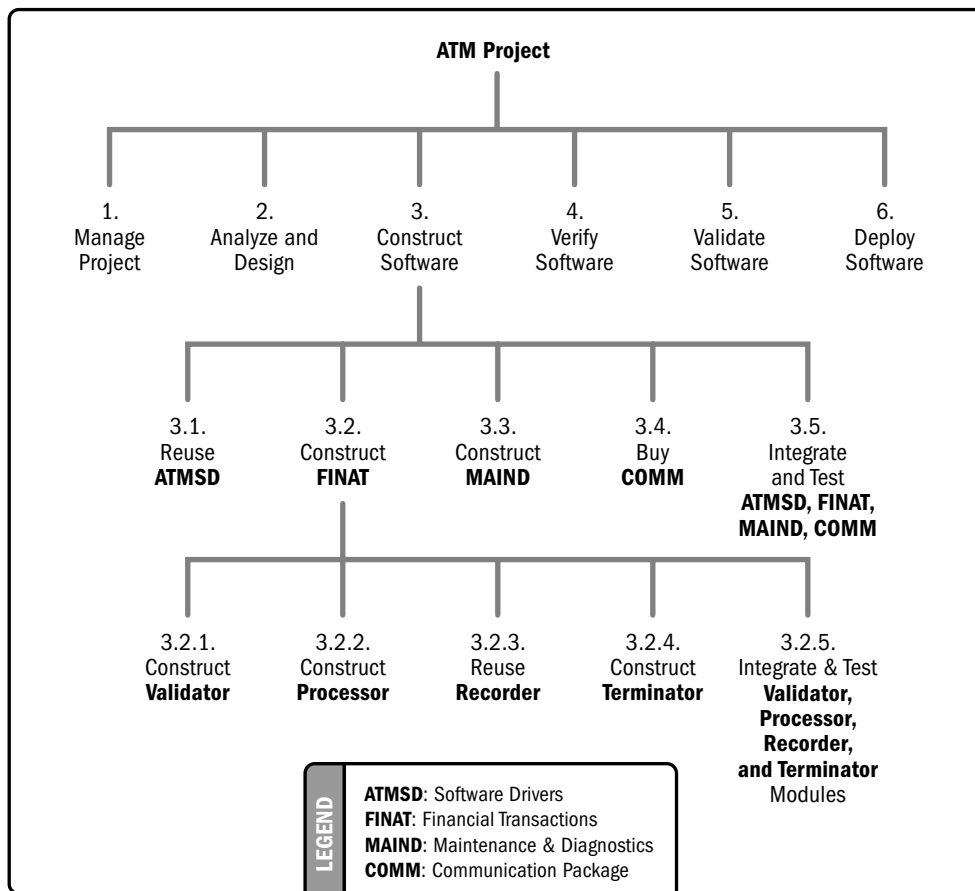 ATM Project
1.
Manage
Project
2.
Analyze and
Design
3.
Construct
Software
4.
Verify
Software
5.
Validate
Software
6.
Deploy
Software
3.1.
Reuse
ATMSD
3.2.
Construct
FINAT
3.3.
Construct
MAIND
3.4.
Buy
COMM
3.5.
Integrate
and Test
ATMSD, FINAT,
MAIND, COMM
3.2.1.
Construct
Validator
3.2.2.
Construct
Processor
3.2.3.
Reuse
Recorder
3.2.4.
Construct
Terminator
3.2.5.
Integrate & Test
Validator,
Processor,
Recorder,
and Terminator
Modules
LEGEND
ATMSD: Software Drivers
FINAT: Financial Transactions
MAIND: Maintenance & Diagnostics
COMM: Communication Package